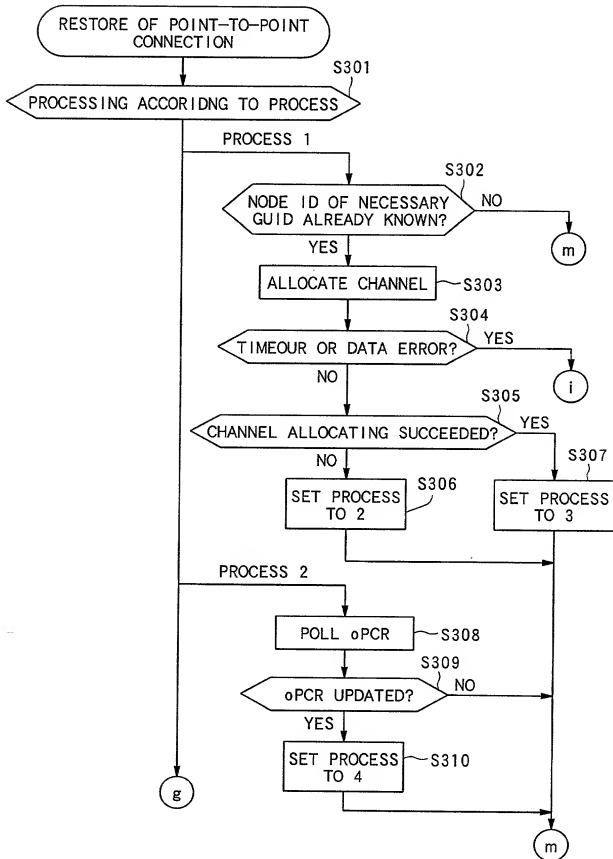 RESTORE OF POINT-TO-POINT
CONNECTION
S301
PROCESSING ACCORIDNG TO PROCESS
PROCESS 1
S302
NODE ID OF NECESSARY
GUID ALREADY KNOWN?
NO
m
YES
ALLOCATE CHANNEL
S303
S304
TIMEOUR OR DATA ERROR?
YES
i
NO
S305
CHANNEL ALLOCATING SUCCEEDED?
YES
NO
S306
SET PROCESS
TO 2
S307
SET PROCESS
TO 3
PROCESS 2
POLL oPCR
S308
S309
oPCR UPDATED?
NO
YES
SET PROCESS
TO 4
S310
g
m